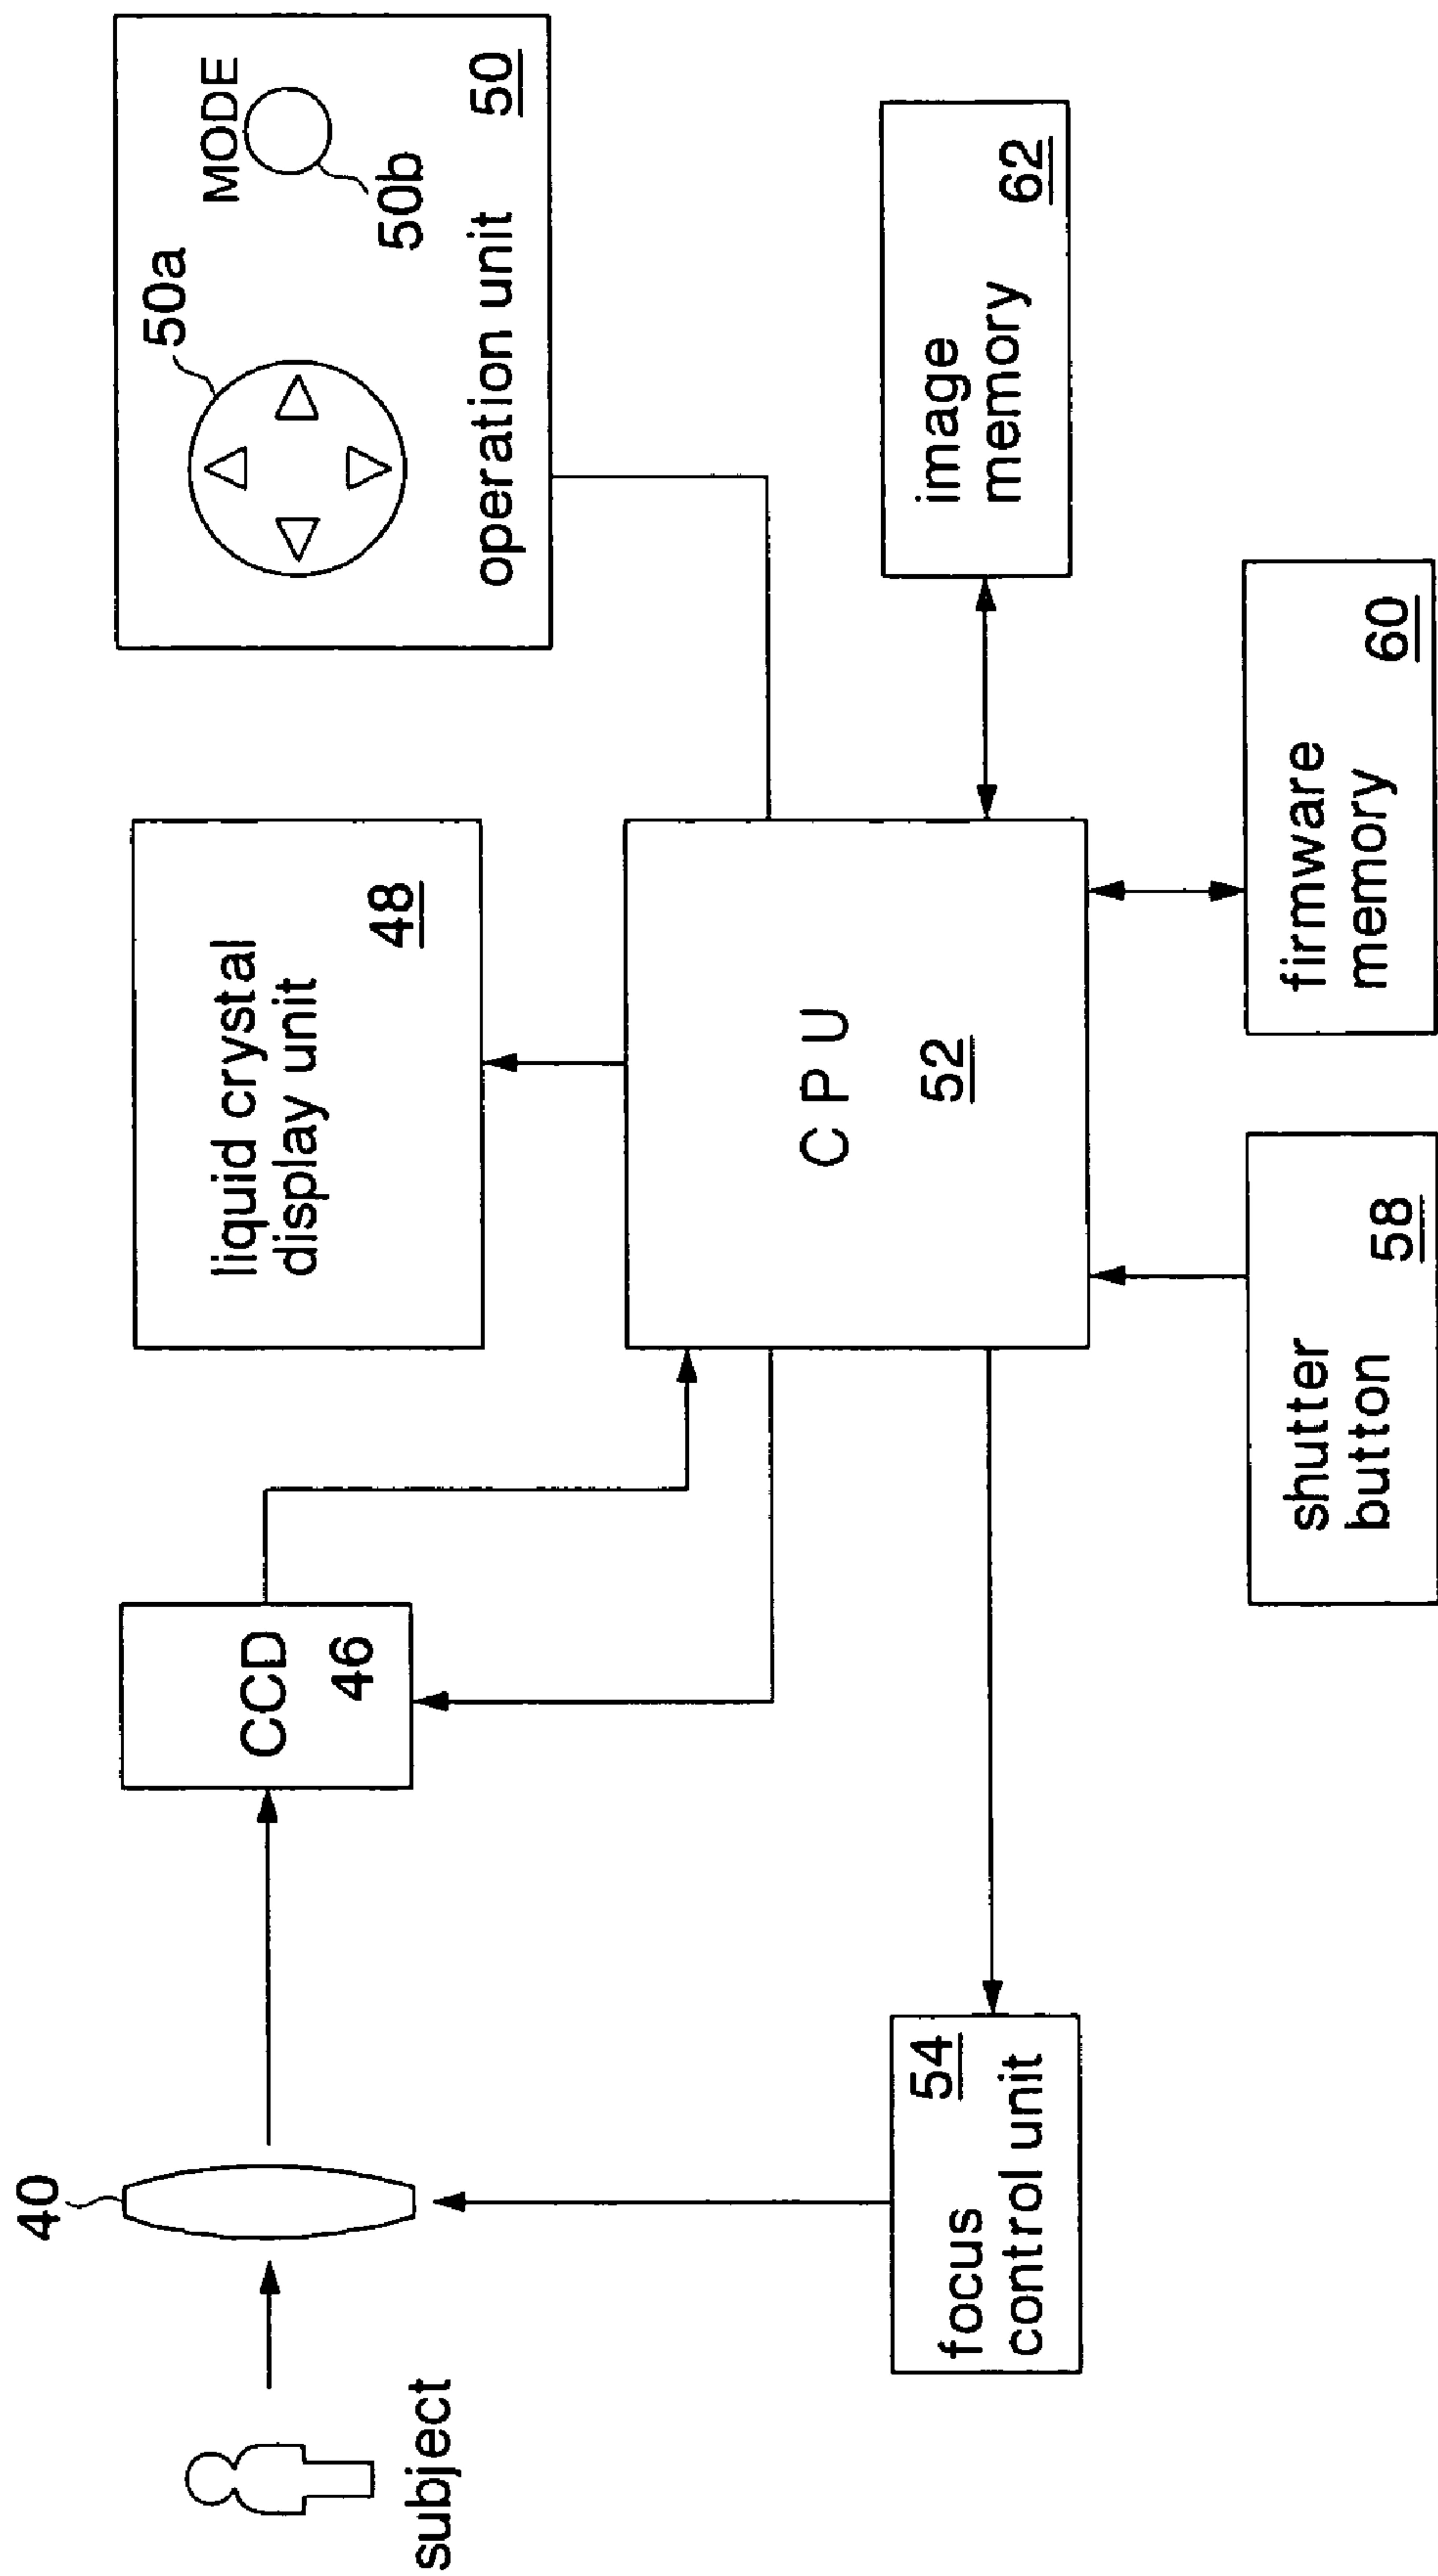 subject
40
CCD
46
liquid crystal
display unit
48
50a
MODE
50b
operation unit
50
C P U
52
focus
control unit
54
shutter
button
58
firmware
memory
60
image
memory
62